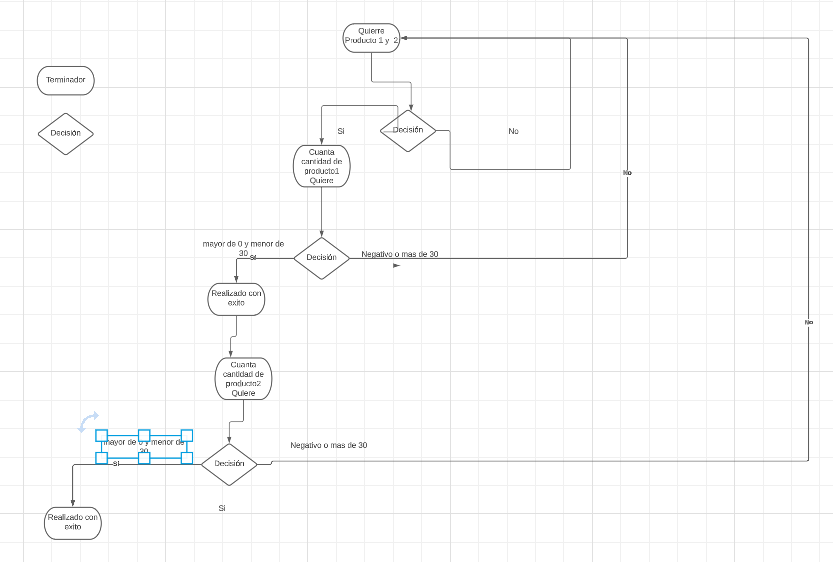 Quierre
Producto 1 y 2
Terminador
Decisión
Decisión
Si
No
Cuanta
cantidad de
producto1
Quiere
No
mayor de 0 y menor de
30
Si
Decisión
Negativo o mas de 30
Realizado con
exito
No
Cuanta
cantidad de
producto2
Quiere
mayor de 0 y menor de
30
Si
Decisión
Negativo o mas de 30
Si
Realizado con
exito